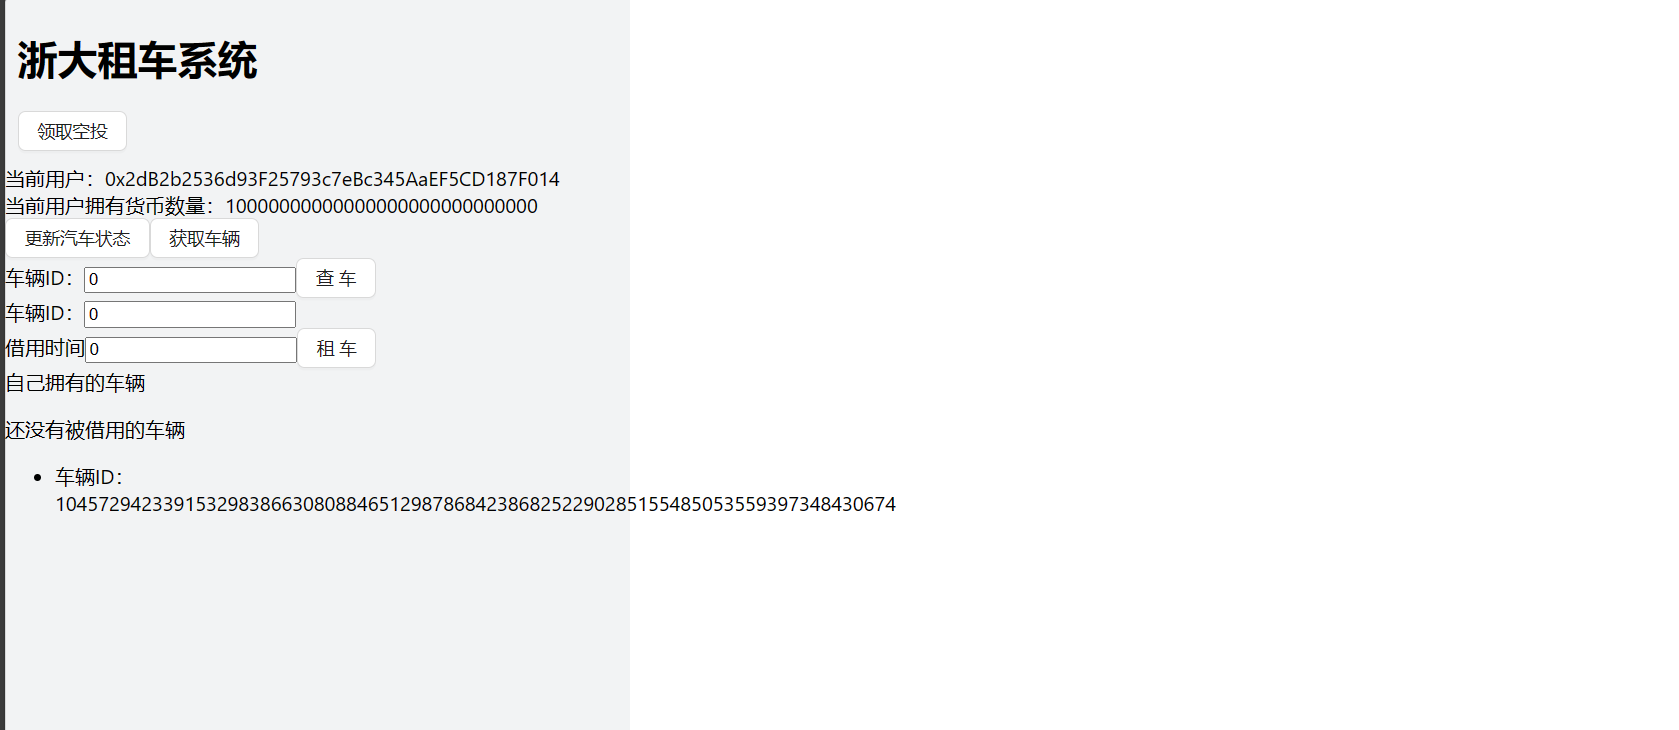 浙大租车系统
领取空投
当前用户：0x2dB2b2536d93F25793c7eBc345AaEF5CD187F014
当前用户拥有货币数量：10000000000000000000000000000
更新汽车状态 获取车辆
车辆ID： 0 查 车
车辆ID： 0
借用时间 0 租 车
自己拥有的车辆
还没有被借用的车辆
车辆ID：
104572942339153298386630808846512987868423868252290285155485053559397348430674